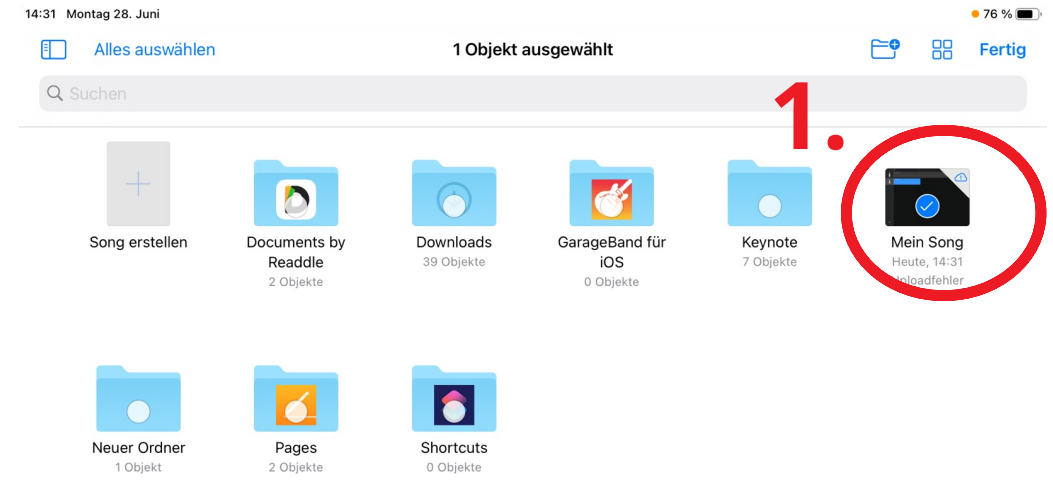 14:31 Montag 28. Juni
76 %
Alles auswählen
1 Objekt ausgewählt
Fertig
Suchen
1.
Song erstellen
Documents by
Readdle
2 Objekte
Downloads
39 Objekte
GarageBand für
iOS
0 Objekte
Keynote
7 Objekte
Mein Song
Heute, 14:31
Uploadfehler
Neuer Ordner
1 Objekt
Pages
2 Objekte
Shortcuts
0 Objekte